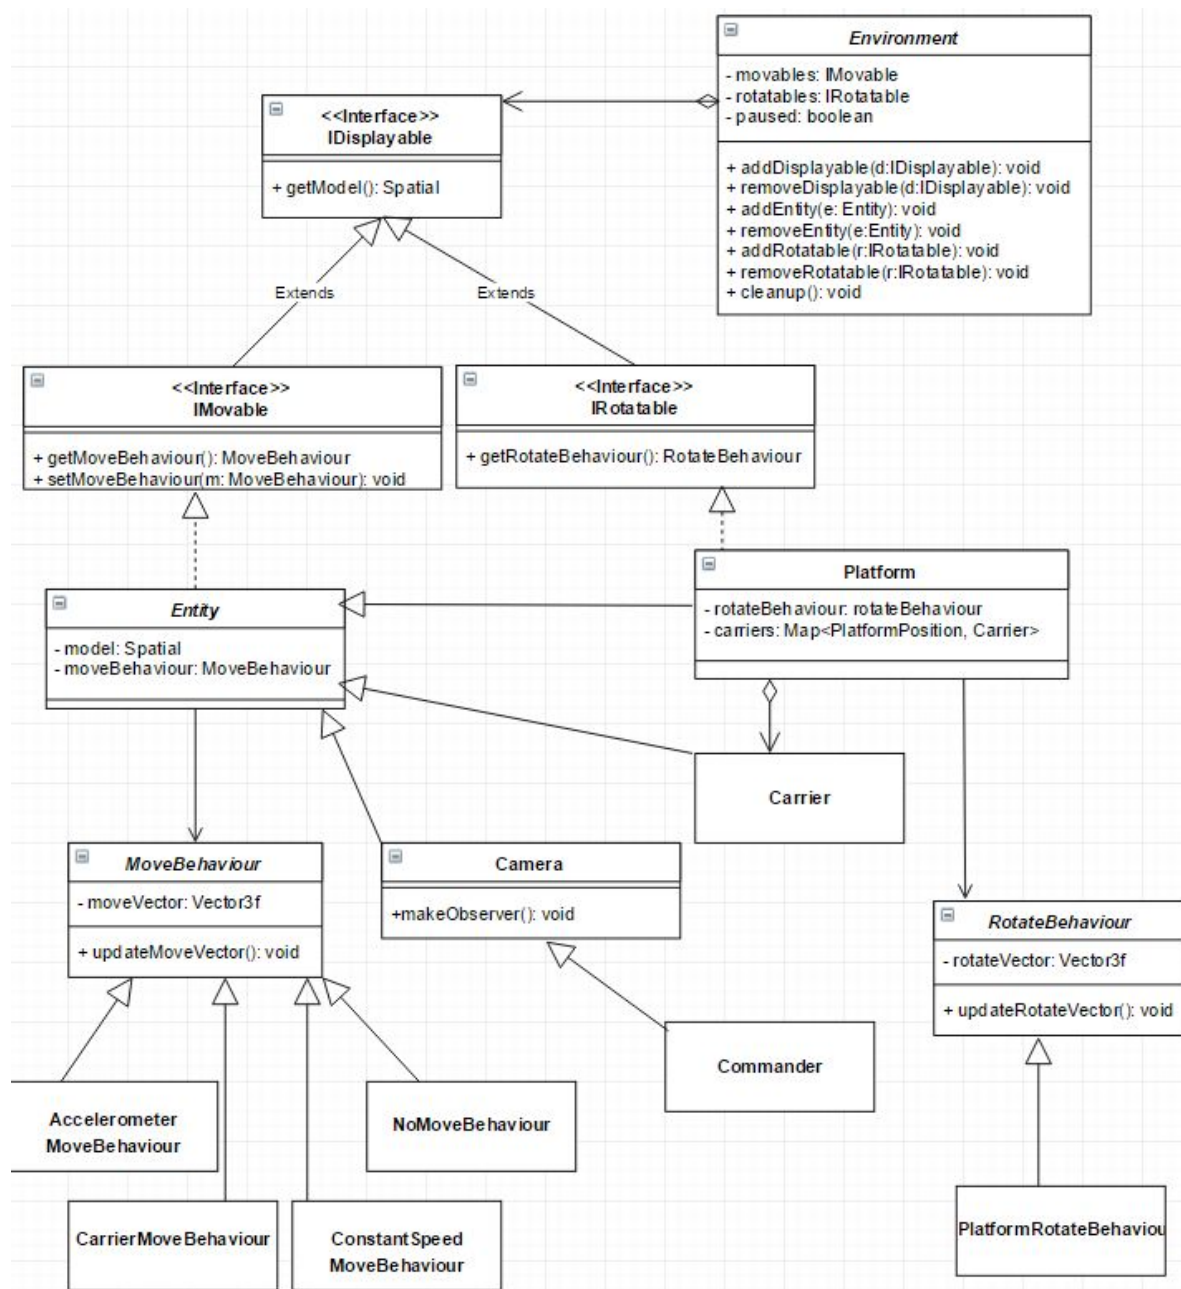 Environment
- movables: IMovable
- rotatables: IRotatable
- paused: boolean
+ addDisplayable(d:IDisplayable): void
+ removeDisplayable(d:IDisplayable): void
+ addEntity(e: Entity): void
+ removeEntity(e:Entity): void
+ addRotatable(r:IRotatable): void
+ removeRotatable(r:IRotatable): void
+ cleanup(): void
<<Interface>>
IDisplayable
+ getModel(): Spatial
Extends
Extends
<<Interface>>
IMovable
+ getMoveBehaviour(): MoveBehaviour
+ setMoveBehaviour(m: MoveBehaviour): void
<<Interface>>
IRotatable
+ getRotateBehaviour(): RotateBehaviour
Entity
- model: Spatial
- moveBehaviour: MoveBehaviour
Platform
- rotateBehaviour: rotateBehaviour
- carriers: Map<PlatformPosition, Carrier>
Carrier
MoveBehaviour
- moveVector: Vector3f
+ updateMoveVector(): void
Camera
+makeObserver(): void
RotateBehaviour
- rotateVector: Vector3f
+ updateRotateVector(): void
Commander
Accelerometer
MoveBehaviour
NoMoveBehaviour
CarrierMoveBehaviour
ConstantSpeed
MoveBehaviour
PlatformRotateBehaviou